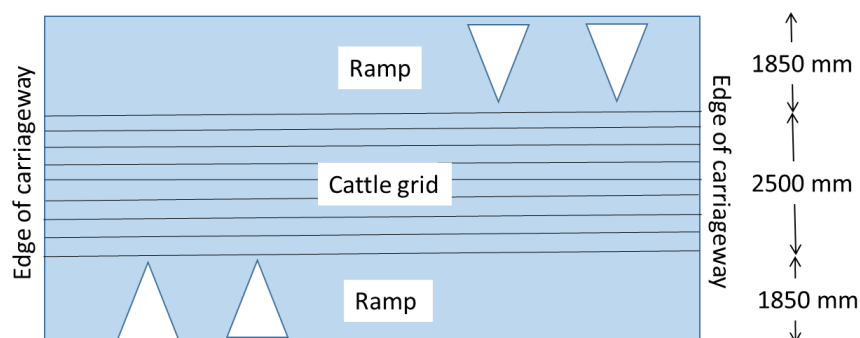 Ramp
1850 mm
Edge of carriageway
Edge of carriageway
Cattle grid
2500 mm
Ramp
1850 mm